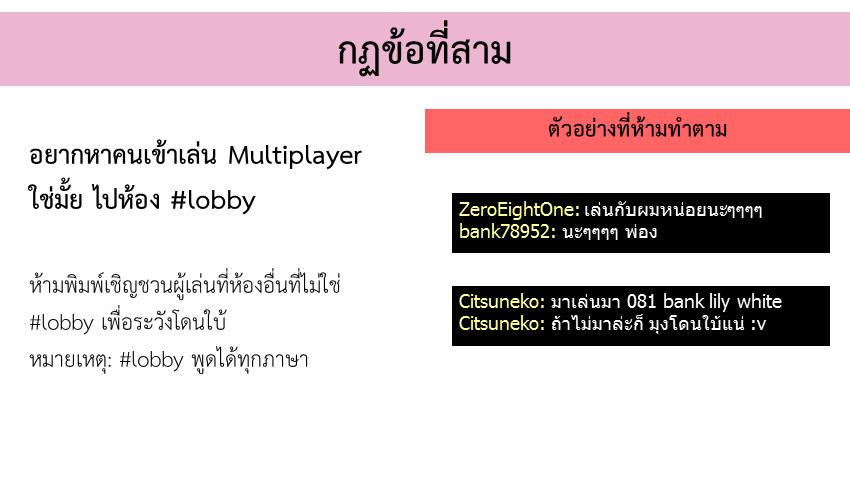 กฏข้อที่สาม
อยากหาคนเข้าเล่น Multiplayer
ใช่มั้ย ไปห้อง #lobby
ห้ามพิมพ์เชิญชวนผู้เล่นที่ห้องอื่นที่ไม่ใช่
#lobby เพื่อระวังโดนใบ้
หมายเหตุ: #lobby พูดได้ทุกภาษา
ตัวอย่างที่ห้ามทำตาม
ZeroEightOne: เล่นกับผมหน่อยนะๆๆๆๆ
bank78952: นะๆๆๆๆ พ่อง
Citsuneko: มาเล่นมา 081 bank lily white
Citsuneko: ถ้าไม่มาล่ะก็ มุงโดนใบ้แน่ :v